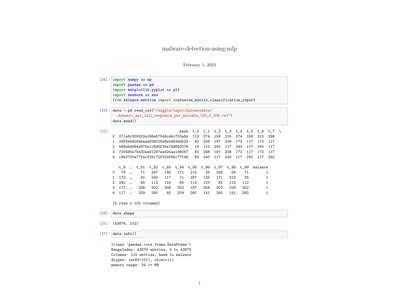 malware-detection-using-mlp
February 1, 2024
[24]: import numpy as np
import pandas as pd
import matplotlib.pyplot as plt
import seaborn as sns
from sklearn.metrics import confusion_matrix,classification_report
[25]: data = pd.read_csv("/kaggle/input/malwaredata/
dynamic_api_call_sequence_per_malware_100_0_306.csv")
data.head()
[25]: hash t_0 t_1 t_2 t_3 t_4 t_5 t_6 t_7 \
0 112 274 158 215 274 158 215 298
1 82 208 187 208 172 117 172 117
2 16 110 240 117 240 117 240 117
3 82 208 187 208 172 117 172 117
4 82 240 117 240 117 240 117 240
t_8 … t_91 t_92 t_93 t_94 t_95 t_96 t_97 t_98 t_99 malware
0 76 … 71 297 135 171 215 35 208 56 71 1
1 172 … 81 240 117 71 297 135 171 215 35 1
2 240 … 65 112 123 65 112 123 65 113 112 1
3 172 … 208 302 208 302 187 208 302 228 302 1
4 117 … 209 260 40 209 260 141 260 141 260 1
[5 rows x 102 columns]
[26]: data.shape
[26]: (43876, 102)
[27]: data.info()
<class 'pandas.core.frame.DataFrame'>
RangeIndex: 43876 entries, 0 to 43875
Columns: 102 entries, hash to malware
dtypes: int64(101), object(1)
memory usage: 34.1+ MB
1